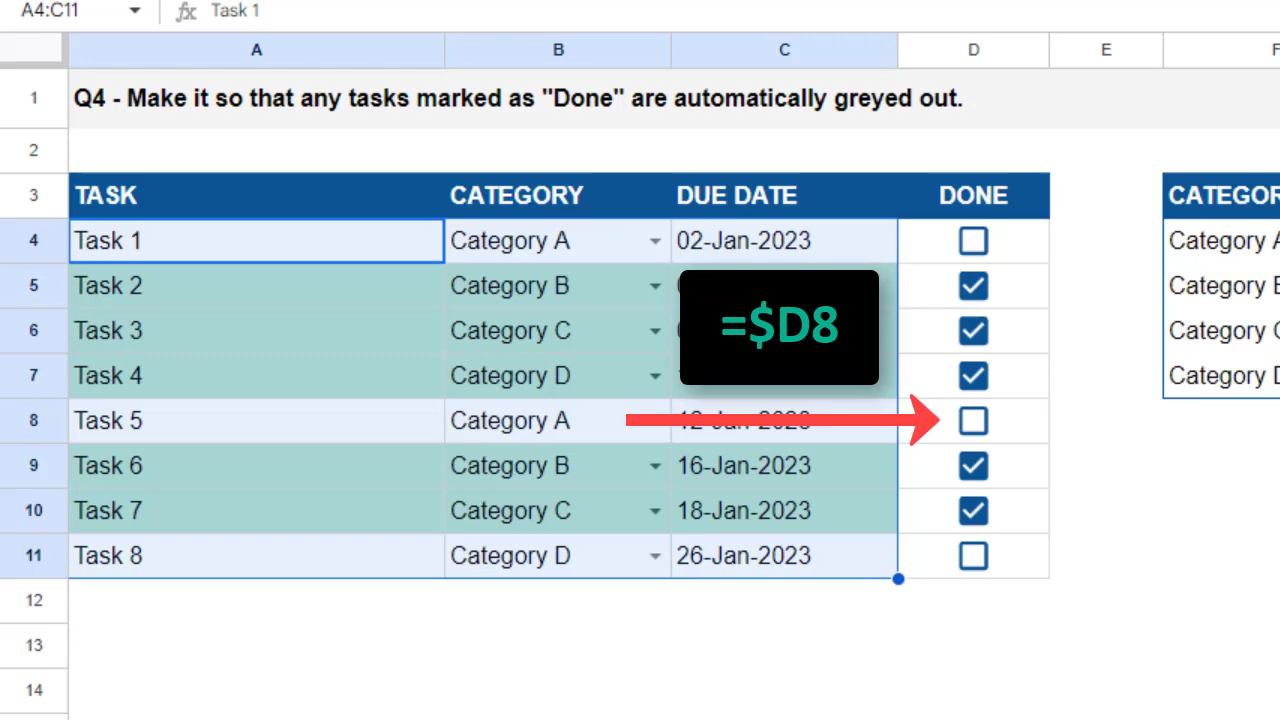 A4:C11 fx Task 1
A B C D E F
1 Q4 - Make it so that any tasks marked as "Done" are automatically greyed out.
2
3 TASK CATEGORY DUE DATE DONE
4 Task 1 Category A 02-Jan-2023 Category A
5 Task 2 Category B Category B
6 Task 3 Category C Category C
=$D8
7 Task 4 Category D Category D
8 Task 5 Category A
9 Task 6 Category B 16-Jan-2023
10 Task 7 Category C 18-Jan-2023
11 Task 8 Category D 26-Jan-2023
12
13
14